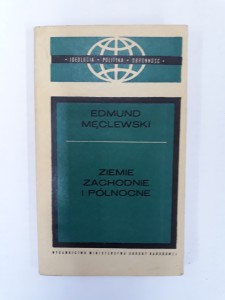 • IDEOLOGIA • POLITYKA • OBRONNOŚĆ •
EDMUND
MĘCLEWSKI
ZIEMIE
ZACHODNIE
I PÓŁNOCNE
WYDAWNICTWO MINISTERSTWA OBRONY NARODOWEJ